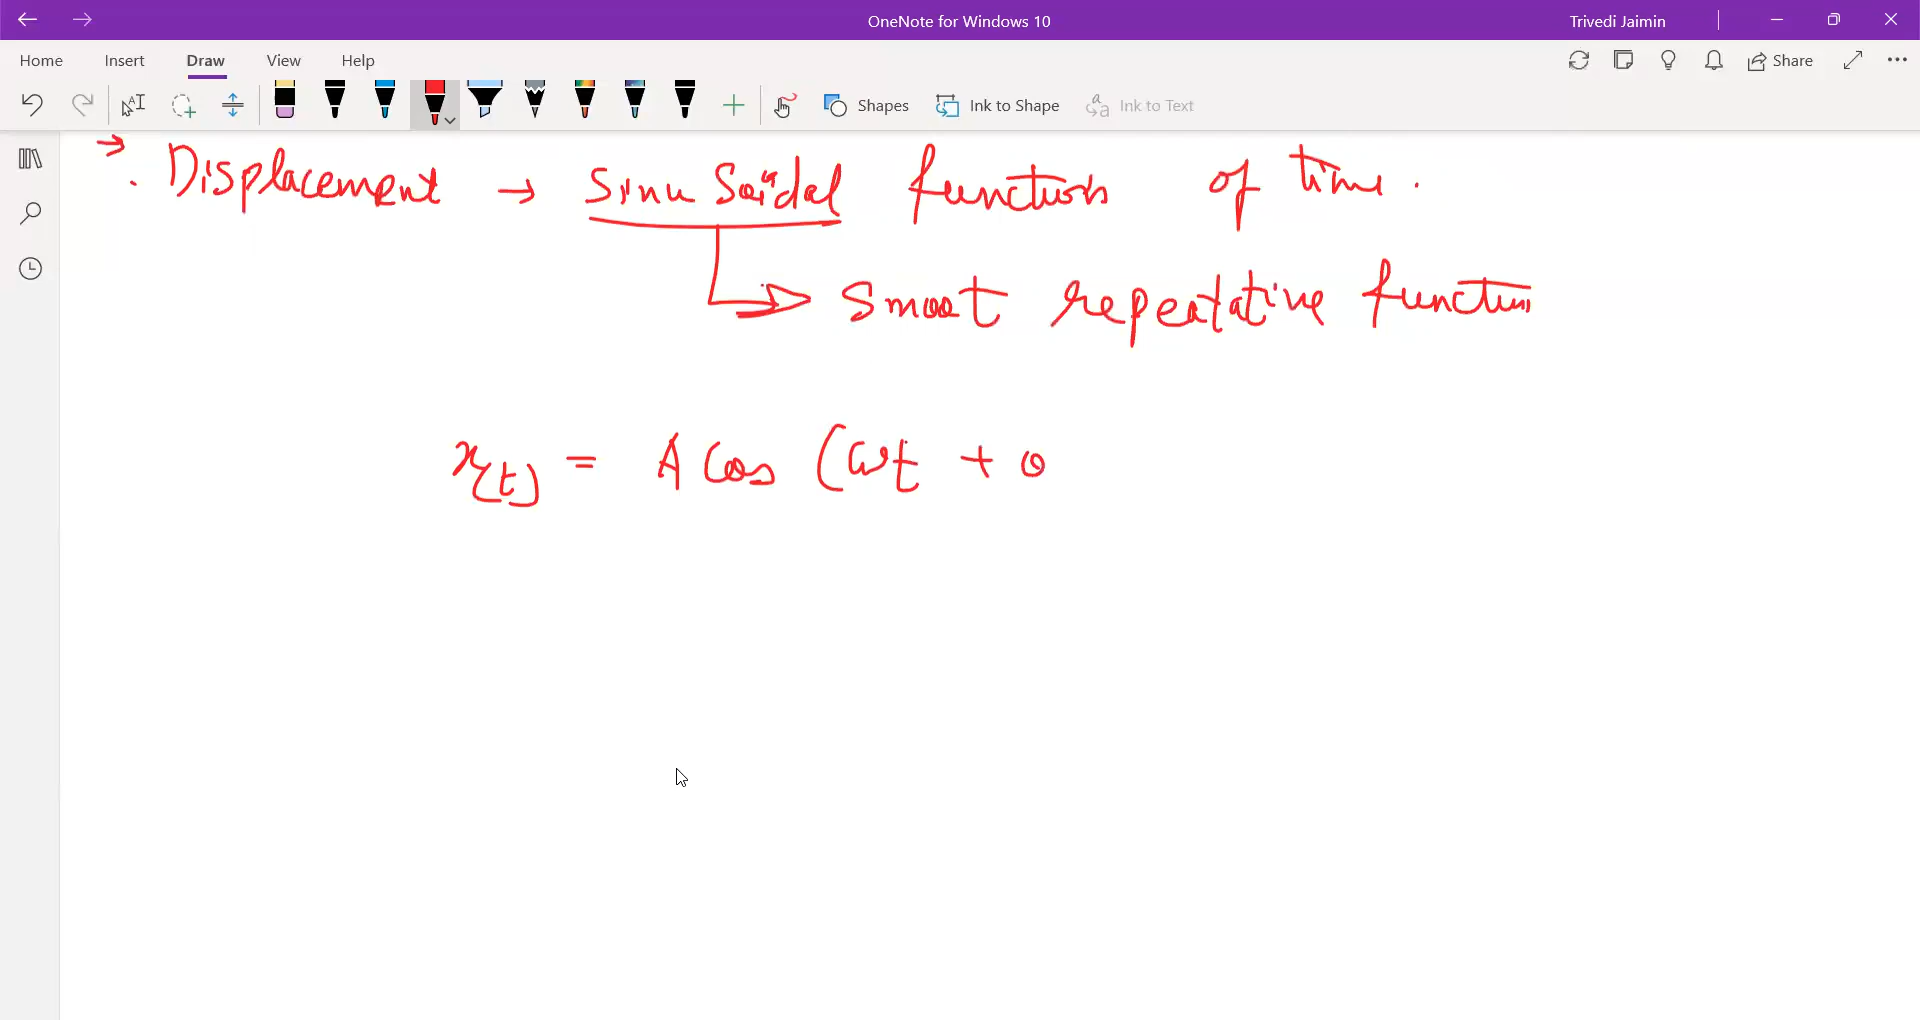 OneNote for Windows 10
Trivedi Jaimin
Home Insert Draw View Help
Share
Shapes Ink to Shape Ink to Text
→ . Displacement → Sinusoidal function of time .
Smoot repeatative function
x(t) = A Cos (ωt + o